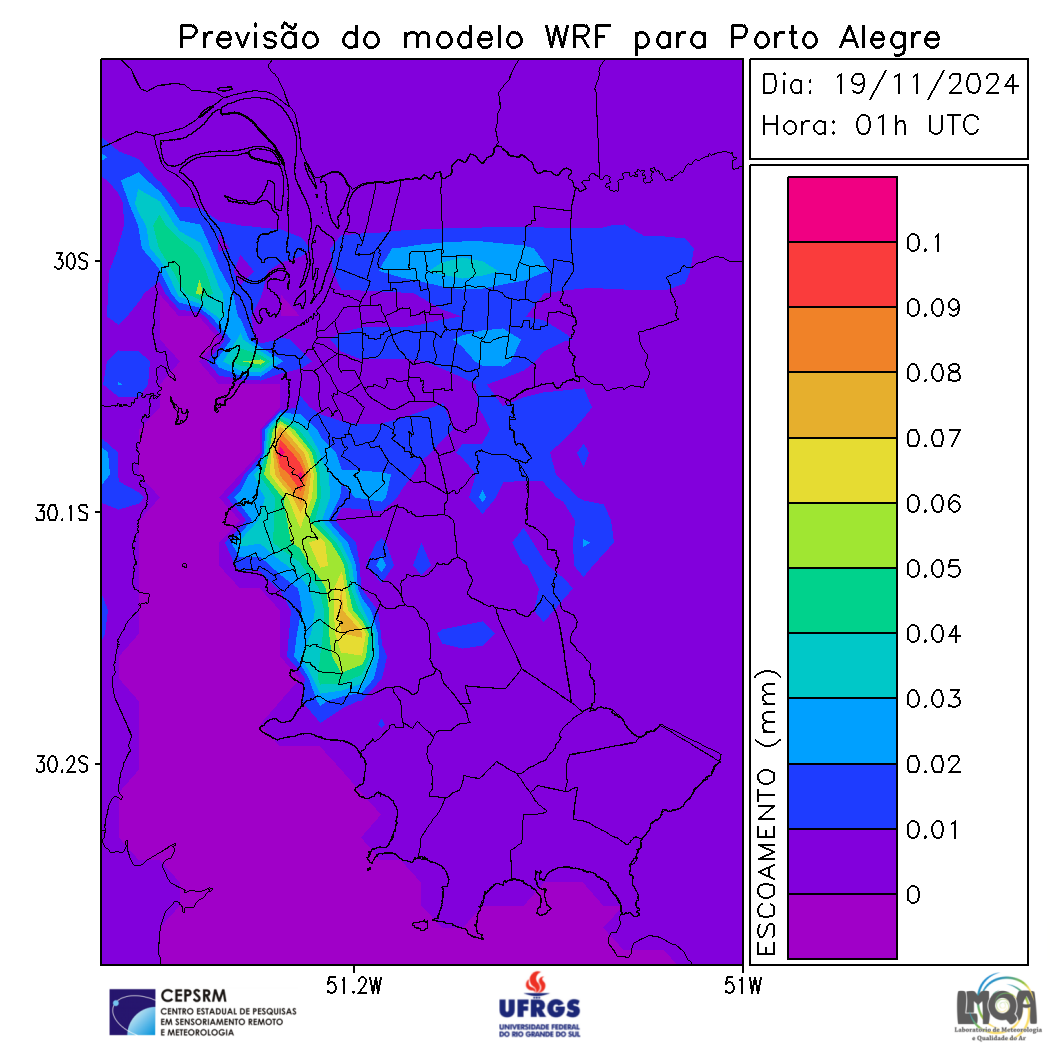 Previsão do modelo WRF para Porto Alegre
Dia: 19/11/2024
Hora: 01h UTC
30S
30.1S
30.2S
51.2W
51W
ESCOAMENTO (mm)
0.1
0.09
0.08
0.07
0.06
0.05
0.04
0.03
0.02
0.01
0
CEPSRM
CENTRO ESTADUAL DE PESQUISAS
EM SENSORIAMENTO REMOTO
E METEOROLOGIA
UFRGS
UNIVERSIDADE FEDERAL
DO RIO GRANDE DO SUL
LMQA
Laboratório de Meteorologia
e Qualidade do Ar